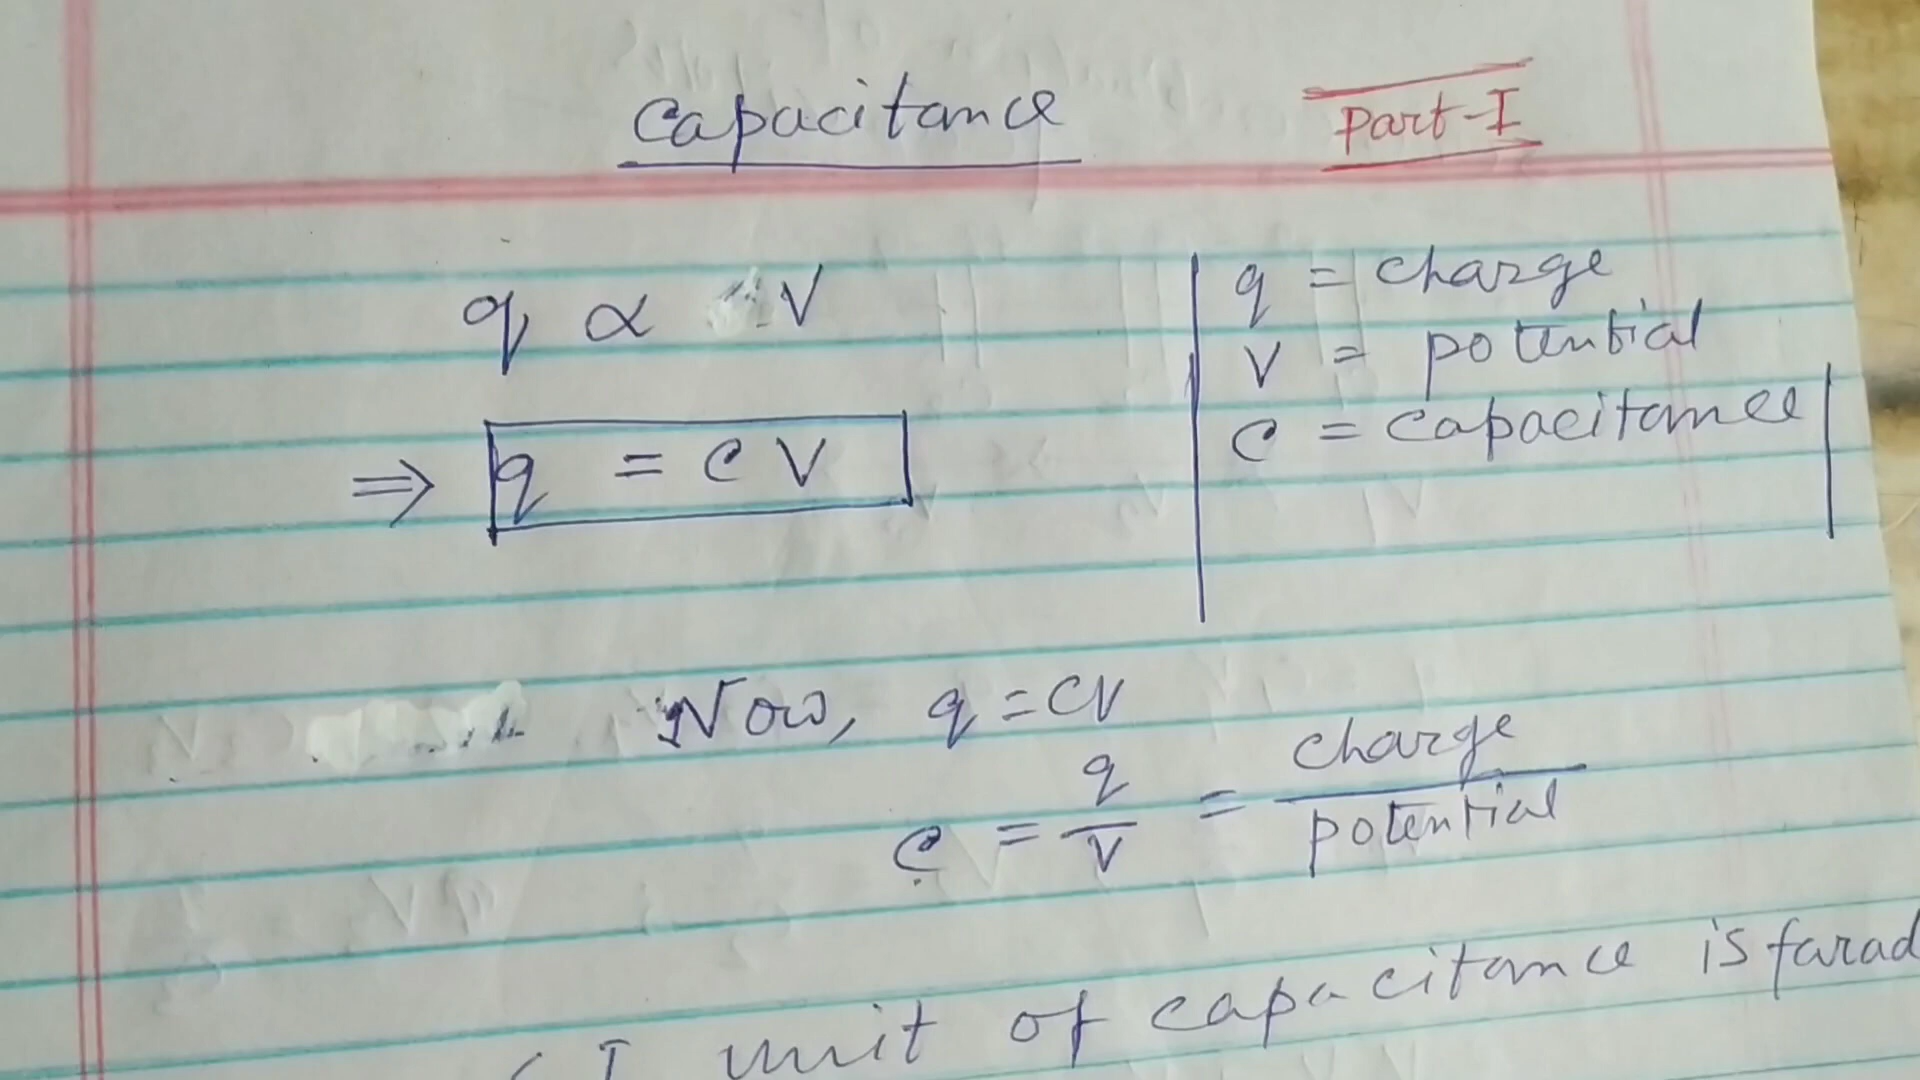 Capacitance
Part-I
q ∝ V
q = charge
V = potential
C = capacitance
⇒ q = CV
Now, q = CV
C = q/V = charge/potential
I unit of capacitance is farad